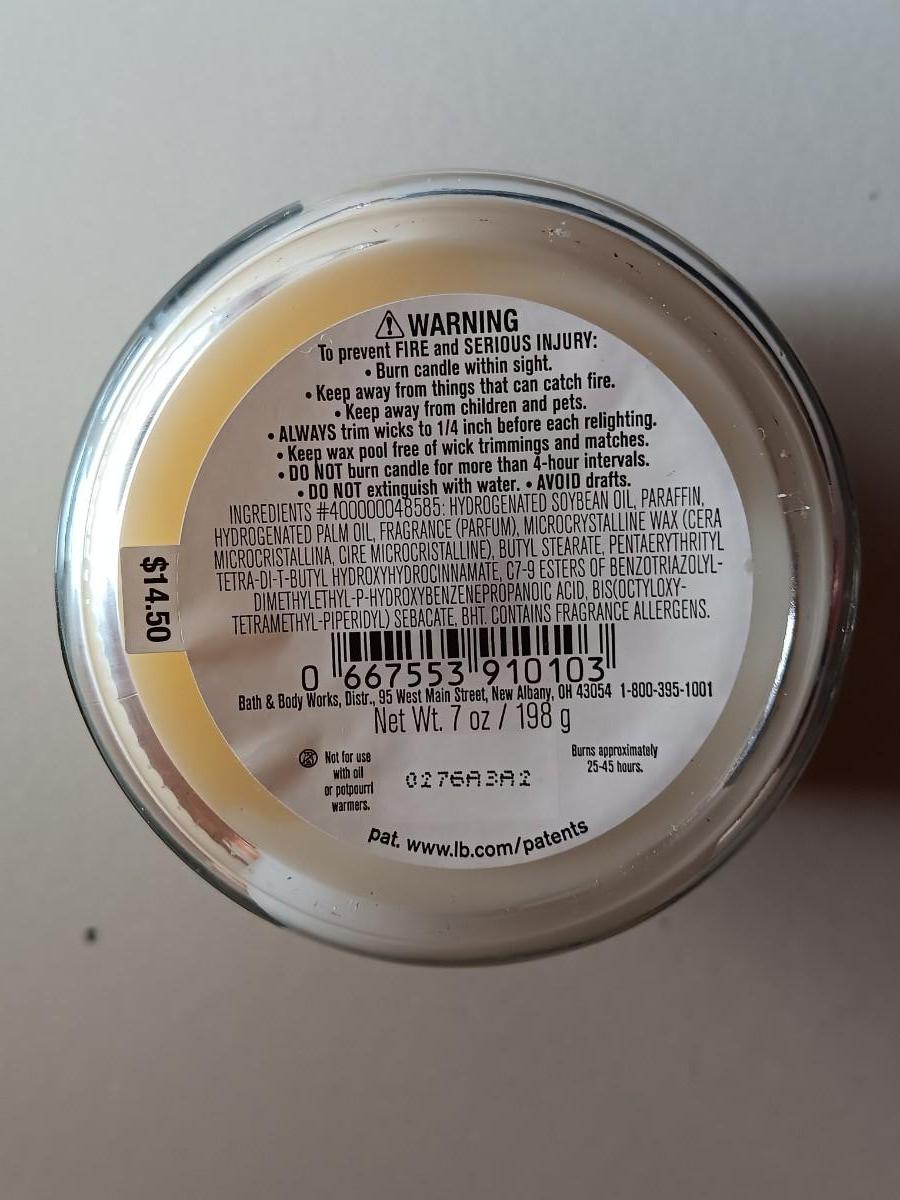 ⚠ WARNING
To prevent FIRE and SERIOUS INJURY:
• Burn candle within sight.
• Keep away from things that can catch fire.
• Keep away from children and pets.
• ALWAYS trim wicks to 1/4 inch before each relighting.
• Keep wax pool free of wick trimmings and matches.
• DO NOT burn candle for more than 4-hour intervals.
• DO NOT extinguish with water. • AVOID drafts.
INGREDIENTS #400000048585: HYDROGENATED SOYBEAN OIL, PARAFFIN,
HYDROGENATED PALM OIL, FRAGRANCE (PARFUM), MICROCRYSTALLINE WAX (CERA
MICROCRISTALLINA, CIRE MICROCRISTALLINE), BUTYL STEARATE, PENTAERYTHRITYL
TETRA-DI-T-BUTYL HYDROXYHYDROCINNAMATE, C7-9 ESTERS OF BENZOTRIAZOLYL-
DIMETHYLETHYL-P-HYDROXYBENZENEPROPANOIC ACID, BIS(OCTYLOXY-
TETRAMETHYL-PIPERIDYL) SEBACATE, BHT. CONTAINS FRAGRANCE ALLERGENS.
$14.50
0 667553 910103
Bath & Body Works, Distr., 95 West Main Street, New Albany, OH 43054 1-800-395-1001
Net Wt. 7 oz / 198 g
Not for use
with oil
or potpourri
warmers.
0276A3A2
Burns approximately
25-45 hours.
pat. www.lb.com/patents